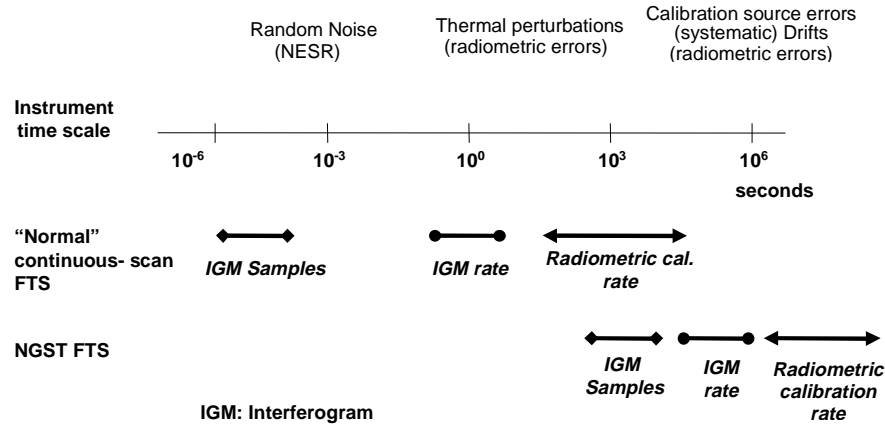 Random Noise
(NESR)
Thermal perturbations
(radiometric errors)
Calibration source errors
(systematic) Drifts
(radiometric errors)
Instrument
time scale
10⁻⁶ 10⁻³ 10⁰ 10³ 10⁶
seconds
“Normal”
continuous- scan
FTS
IGM Samples
IGM rate
Radiometric cal.
rate
NGST FTS
IGM
Samples
IGM
rate
Radiometric
calibration
rate
IGM: Interferogram